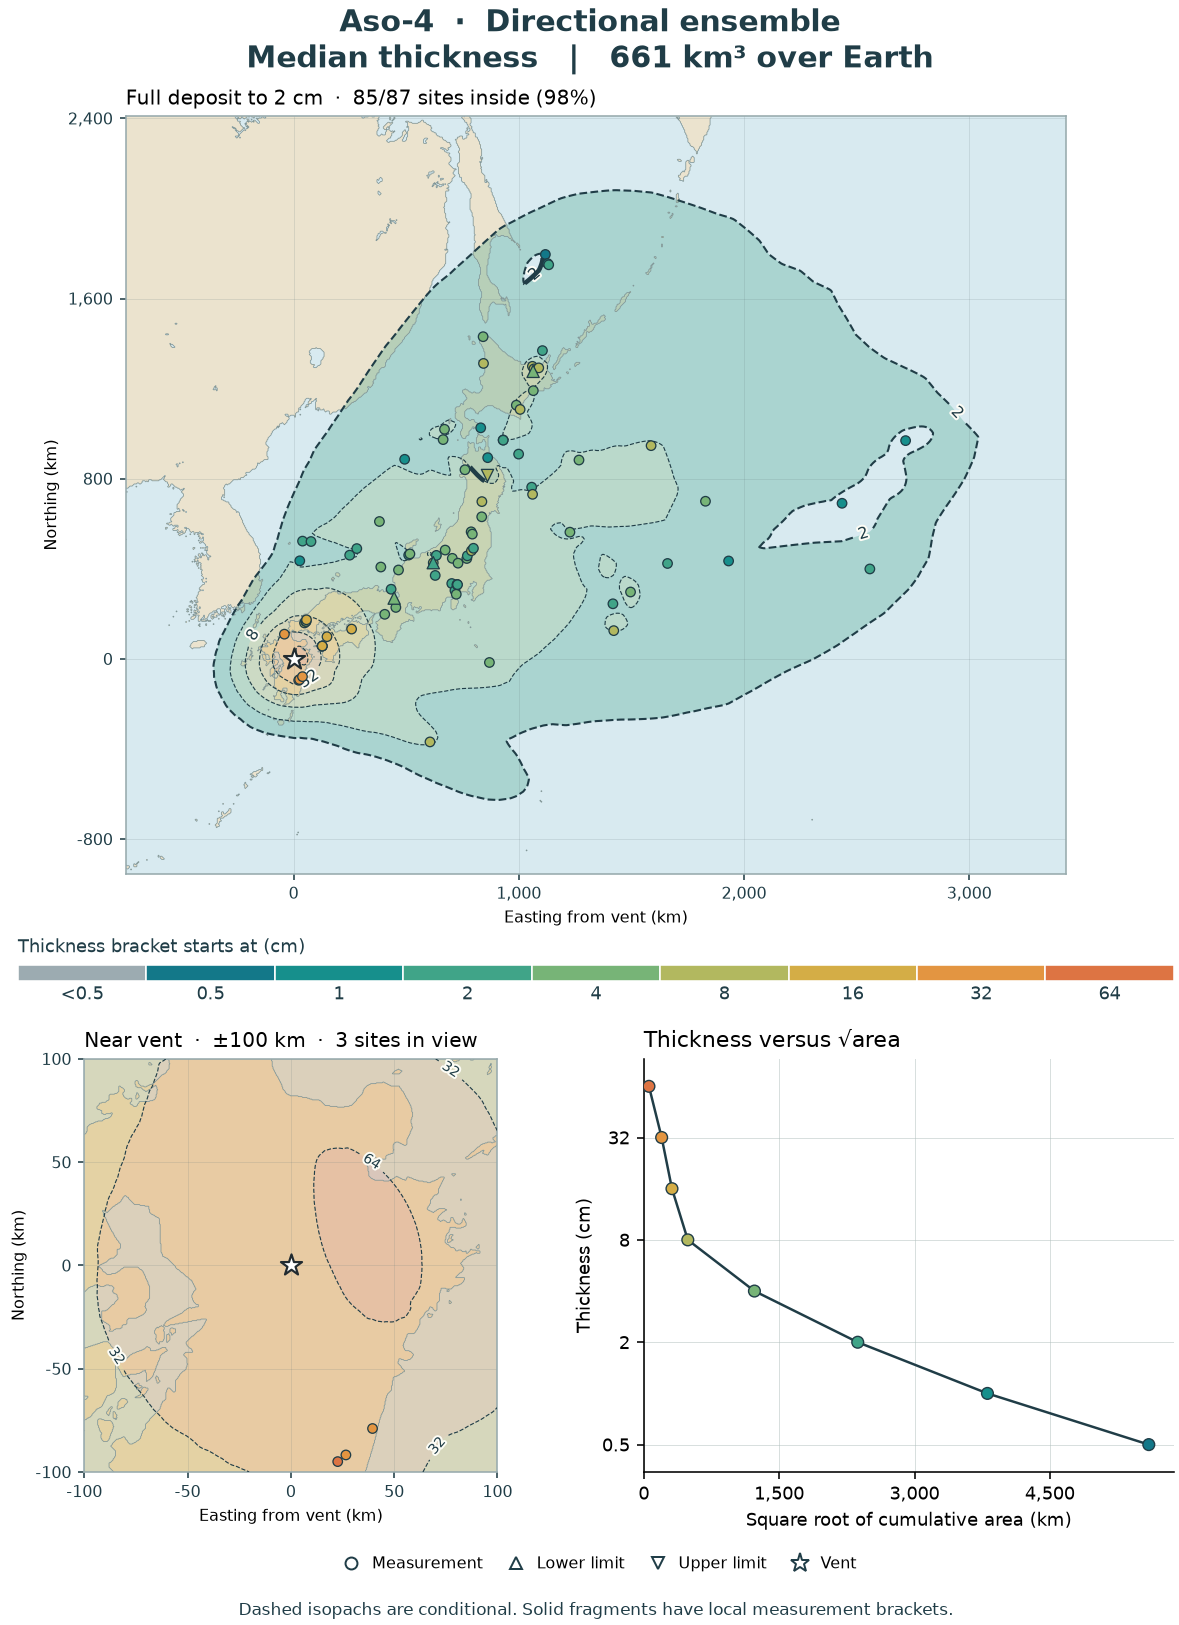 Aso-4 · Directional ensemble
Median thickness | 661 km³ over Earth
Full deposit to 2 cm · 85/87 sites inside (98%)
2,400
1,600
800
0
-800
Northing (km)
2
2
2
2
8
32
0
1,000
2,000
3,000
Easting from vent (km)
Thickness bracket starts at (cm)
<0.5
0.5
1
2
4
8
16
32
64
Near vent · ±100 km · 3 sites in view
100
50
0
-50
-100
Northing (km)
32
64
32
32
-100
-50
0
50
100
Easting from vent (km)
Thickness versus √area
32
8
2
0.5
Thickness (cm)
0
1,500
3,000
4,500
Square root of cumulative area (km)
Measurement
Lower limit
Upper limit
Vent
Dashed isopachs are conditional. Solid fragments have local measurement brackets.